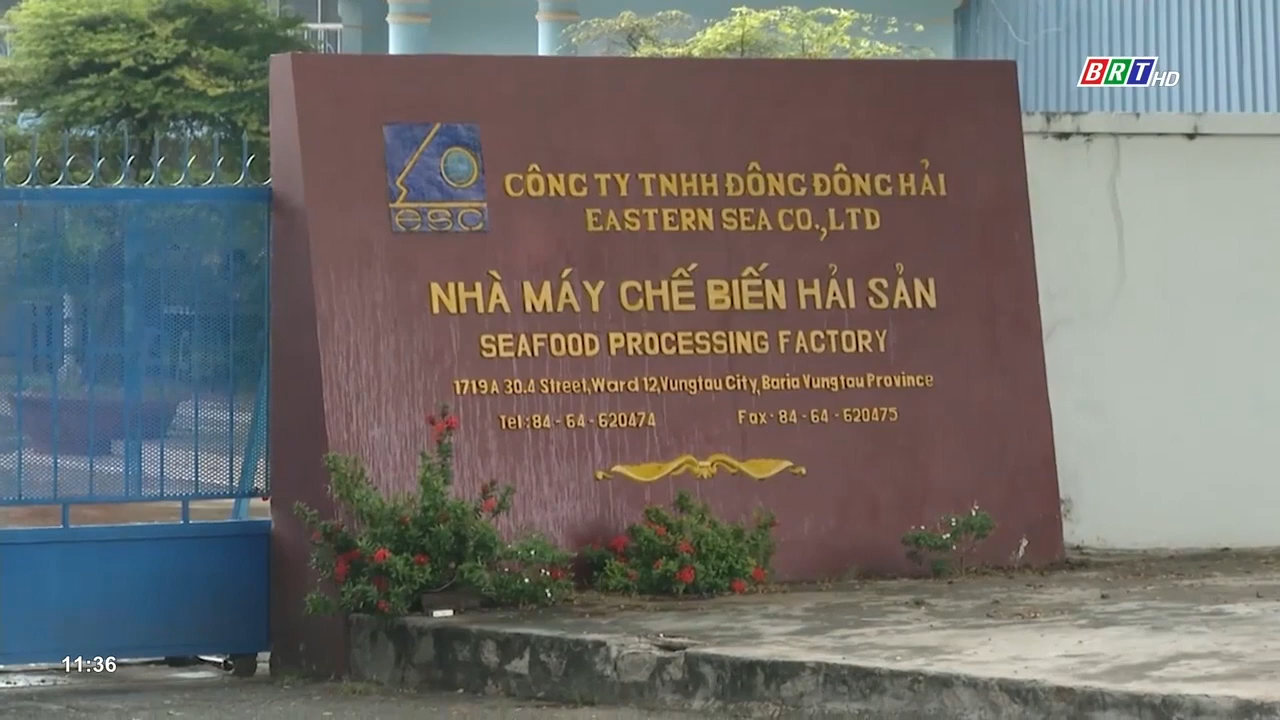 BRT HD
esc
CÔNG TY TNHH ĐÔNG ĐÔNG HẢI
EASTERN SEA CO.,LTD
NHÀ MÁY CHẾ BIẾN HẢI SẢN
SEAFOOD PROCESSING FACTORY
1719A 30.4 Street,Ward 12,Vungtau City,Baria Vungtau Province
Tel:84-64-620474 Fax-84-64-620475
11:36